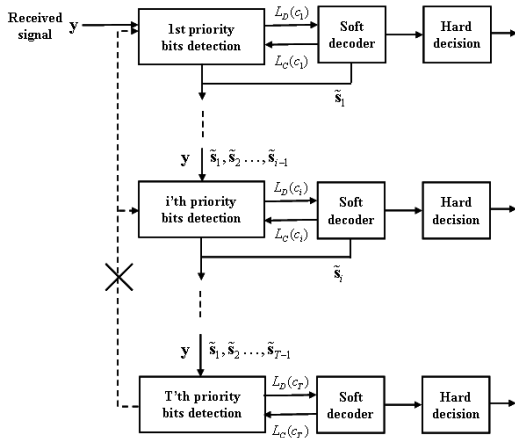 Received
signal
y
1st priority
bits detection
L_D(c_1)
L_C(c_1)
Soft
decoder
Hard
decision
s̃_1
y s̃_1, s̃_2 …, s̃_{i-1}
i'th priority
bits detection
L_D(c_i)
L_C(c_i)
Soft
decoder
Hard
decision
s̃_i
y s̃_1, s̃_2 …, s̃_{T-1}
T'th priority
bits detection
L_D(c_T)
L_C(c_T)
Soft
decoder
Hard
decision